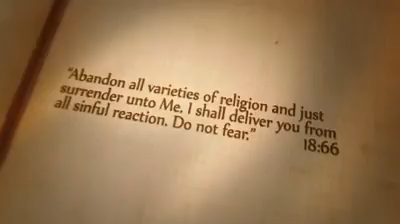 "Abandon all varieties of religion and just
surrender unto Me. I shall deliver you from
all sinful reaction. Do not fear."
18:66